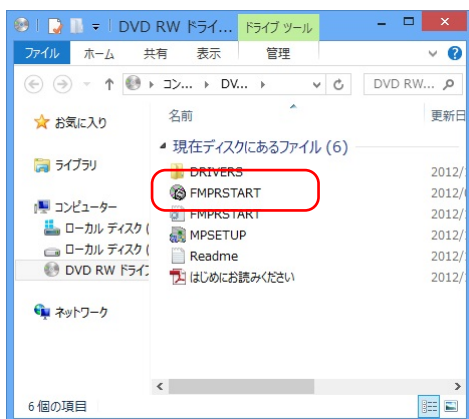 DVD RW ドライ... ドライブ ツール
ファイル ホーム 共有 表示 管理
コン... DV... DVD RW...
名前 更新日
お気に入り
現在ディスクにあるファイル (6)
DRIVERS 2012/
ライブラリ
FMPRSTART 2012/
FMPRSTART 2012/
コンピューター
MPSETUP 2012/
ローカル ディスク (
Readme 2012/
ローカル ディスク (
はじめにお読みください 2012/
DVD RW ドライ
ネットワーク
6 個の項目